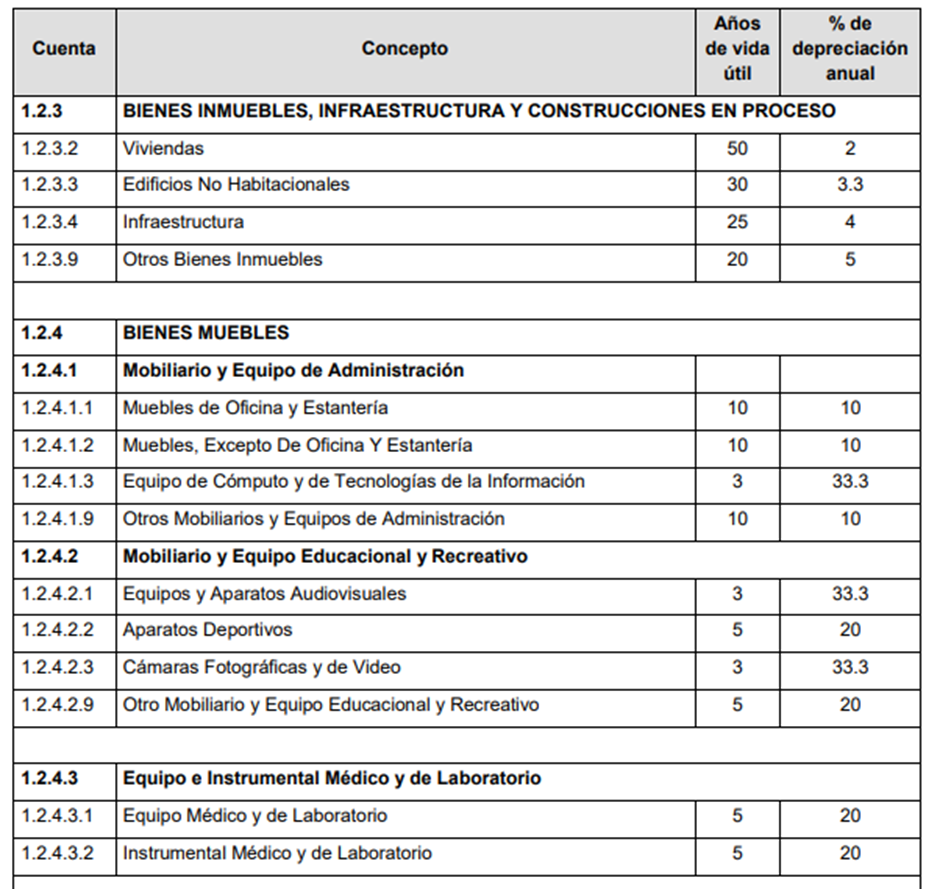 Cuenta Concepto Años de vida útil % de depreciación anual
1.2.3 BIENES INMUEBLES, INFRAESTRUCTURA Y CONSTRUCCIONES EN PROCESO
1.2.3.2 Viviendas 50 2
1.2.3.3 Edificios No Habitacionales 30 3.3
1.2.3.4 Infraestructura 25 4
1.2.3.9 Otros Bienes Inmuebles 20 5
1.2.4 BIENES MUEBLES
1.2.4.1 Mobiliario y Equipo de Administración
1.2.4.1.1 Muebles de Oficina y Estantería 10 10
1.2.4.1.2 Muebles, Excepto De Oficina Y Estantería 10 10
1.2.4.1.3 Equipo de Cómputo y de Tecnologías de la Información 3 33.3
1.2.4.1.9 Otros Mobiliarios y Equipos de Administración 10 10
1.2.4.2 Mobiliario y Equipo Educacional y Recreativo
1.2.4.2.1 Equipos y Aparatos Audiovisuales 3 33.3
1.2.4.2.2 Aparatos Deportivos 5 20
1.2.4.2.3 Cámaras Fotográficas y de Video 3 33.3
1.2.4.2.9 Otro Mobiliario y Equipo Educacional y Recreativo 5 20
1.2.4.3 Equipo e Instrumental Médico y de Laboratorio
1.2.4.3.1 Equipo Médico y de Laboratorio 5 20
1.2.4.3.2 Instrumental Médico y de Laboratorio 5 20